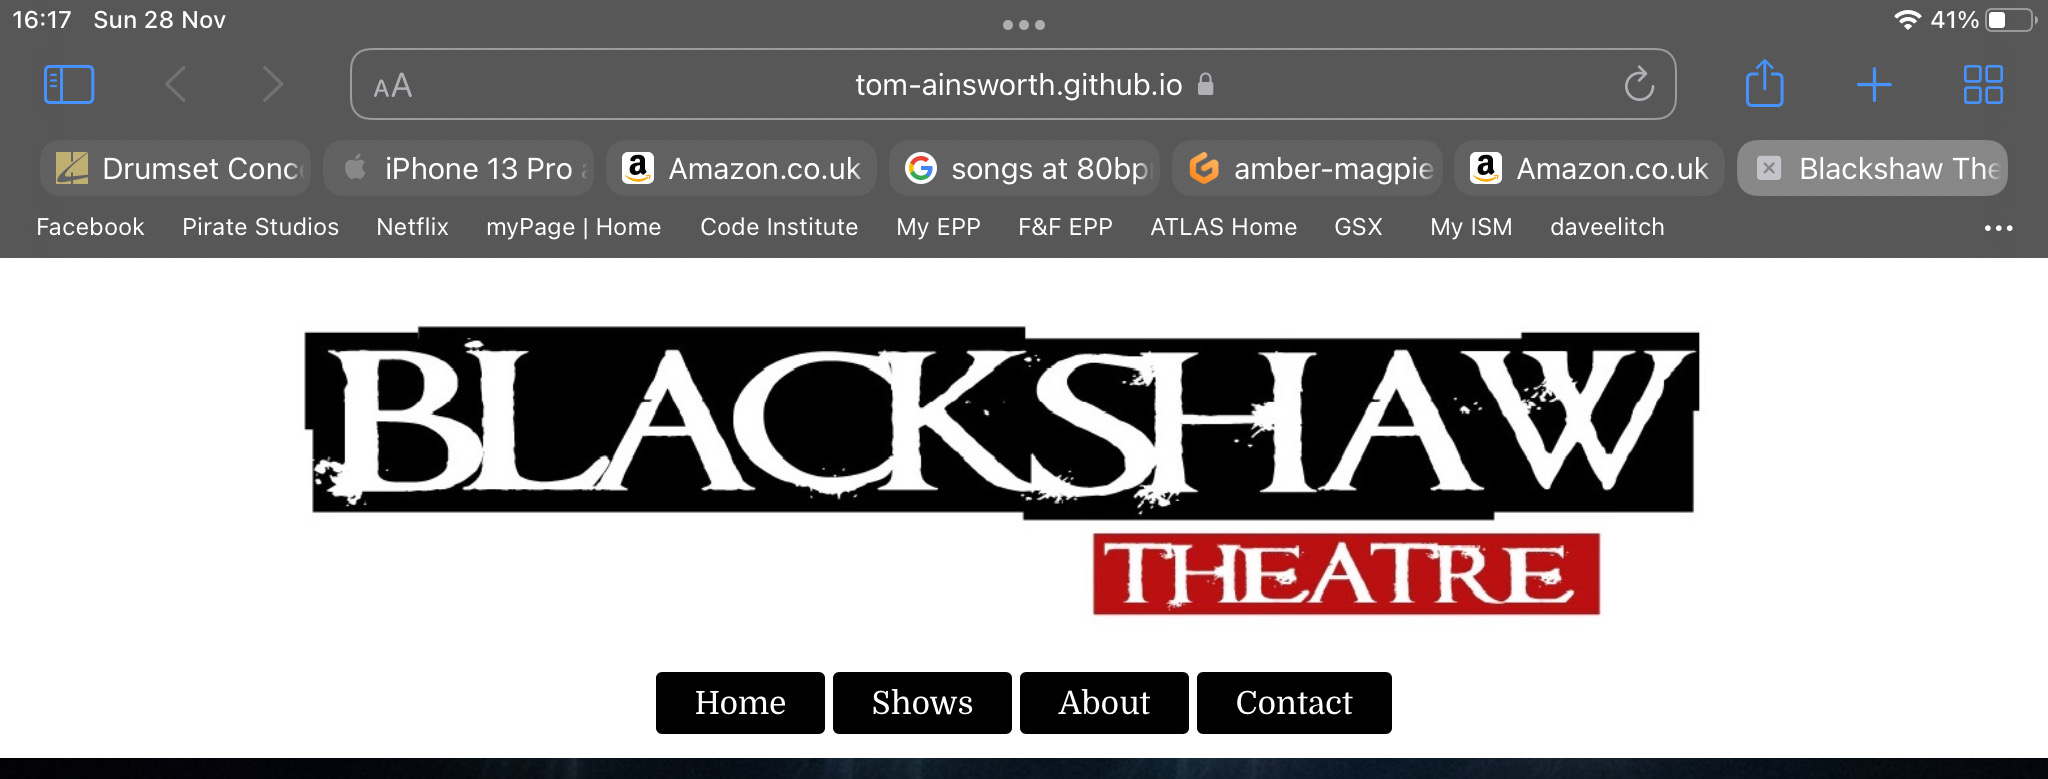 16:17 Sun 28 Nov 41%
AA tom-ainsworth.github.io
Drumset Conc iPhone 13 Pro Amazon.co.uk songs at 80bp amber-magpie Amazon.co.uk Blackshaw The
Facebook Pirate Studios Netflix myPage | Home Code Institute My EPP F&F EPP ATLAS Home GSX My ISM daveelitch
BLACKSHAW
THEATRE
Home Shows About Contact